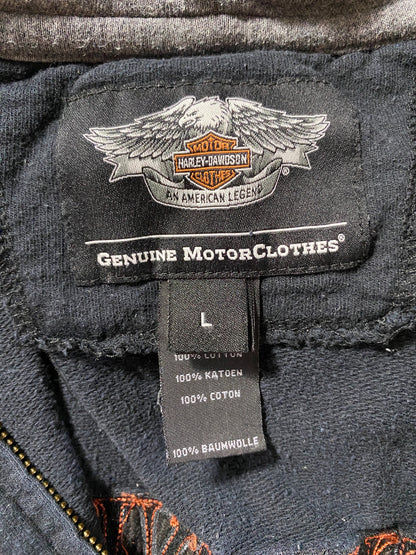 MOTOR
HARLEY-DAVIDSON
CLOTHES
®
AN AMERICAN LEGEND
GENUINE MOTORCLOTHES®
L
100% COTTON
100% KATOEN
100% COTON
100% BAUMWOLLE